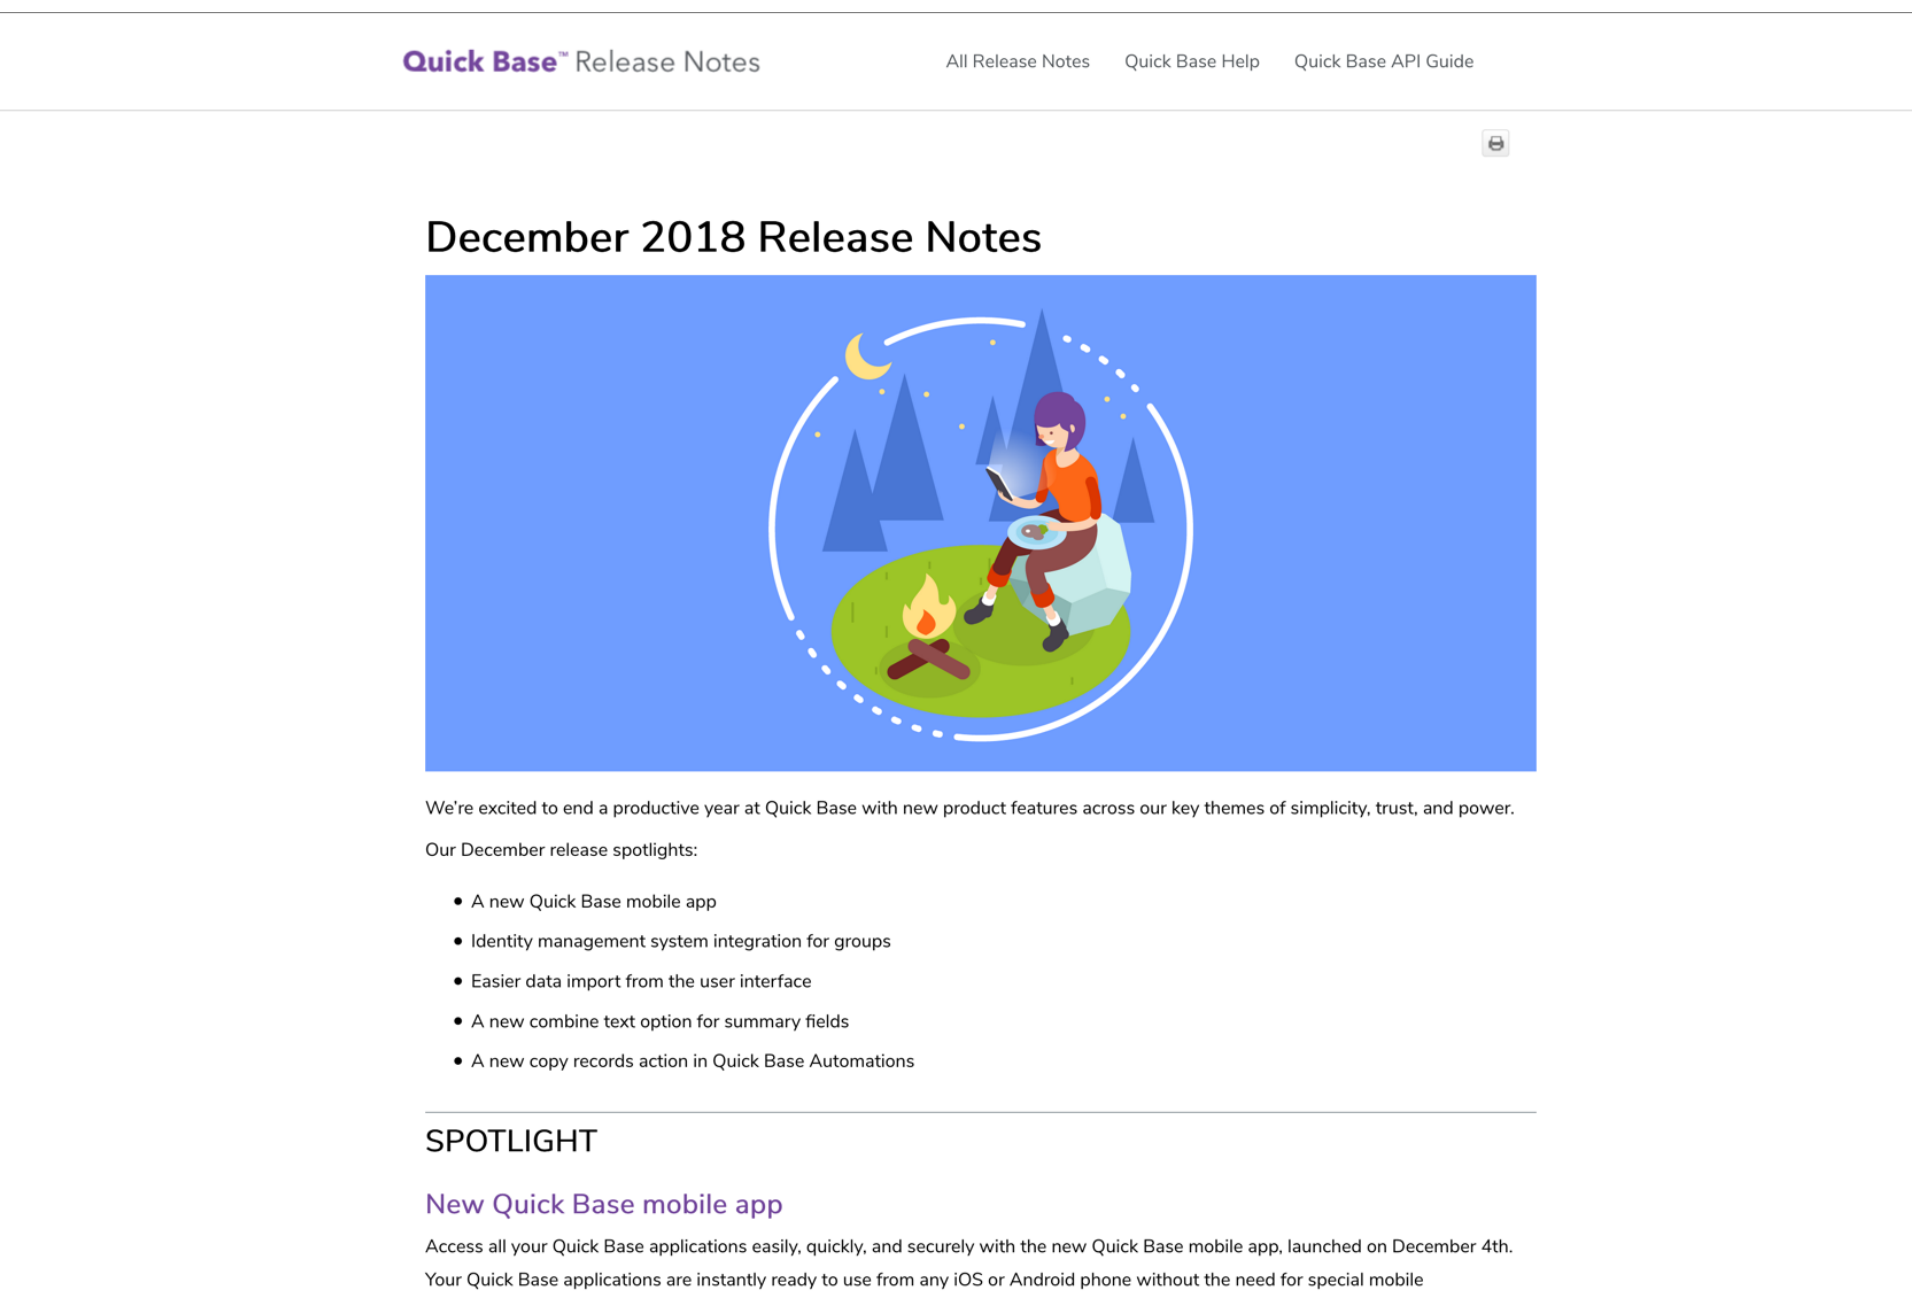 Quick Base™ Release Notes
All Release Notes
Quick Base Help
Quick Base API Guide
December 2018 Release Notes
We're excited to end a productive year at Quick Base with new product features across our key themes of simplicity, trust, and power.
Our December release spotlights:
• A new Quick Base mobile app
• Identity management system integration for groups
• Easier data import from the user interface
• A new combine text option for summary fields
• A new copy records action in Quick Base Automations
SPOTLIGHT
New Quick Base mobile app
Access all your Quick Base applications easily, quickly, and securely with the new Quick Base mobile app, launched on December 4th.
Your Quick Base applications are instantly ready to use from any iOS or Android phone without the need for special mobile